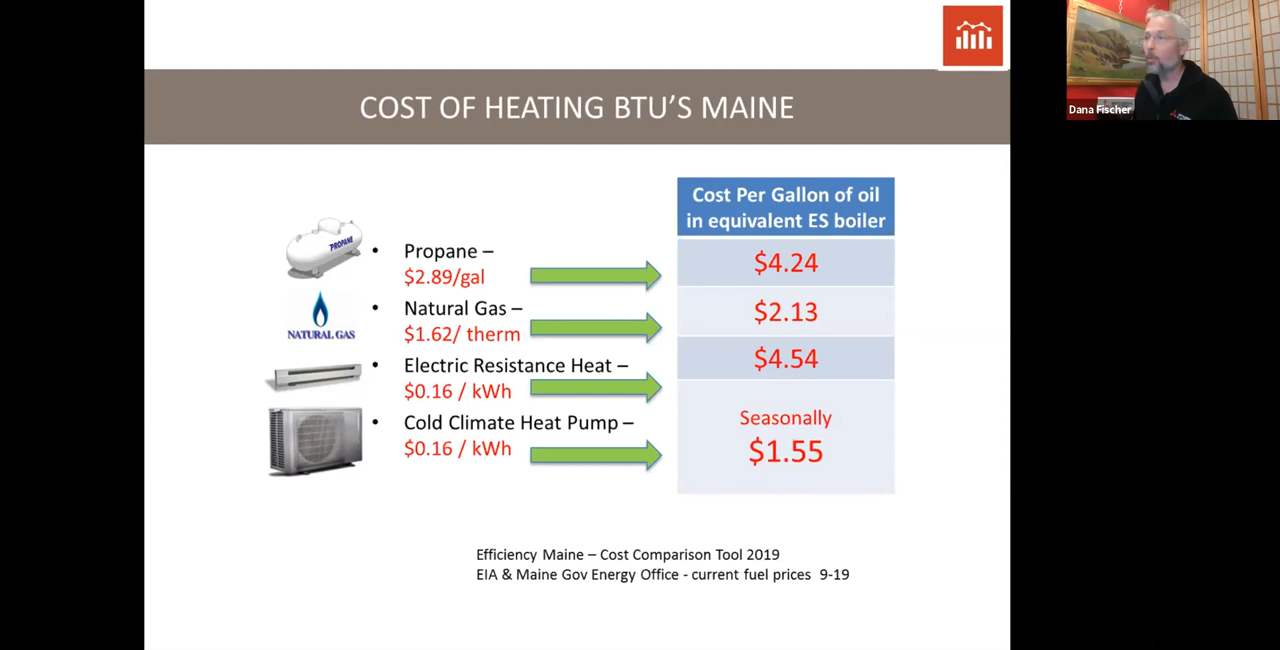 COST OF HEATING BTU'S MAINE
Dana Fischer
Cost Per Gallon of oil
in equivalent ES boiler
PROPANE
• Propane –
$2.89/gal
$4.24
NATURAL GAS
• Natural Gas –
$1.62/ therm
$2.13
• Electric Resistance Heat –
$0.16 / kWh
$4.54
• Cold Climate Heat Pump –
$0.16 / kWh
Seasonally
$1.55
Efficiency Maine – Cost Comparison Tool 2019
EIA & Maine Gov Energy Office - current fuel prices 9-19